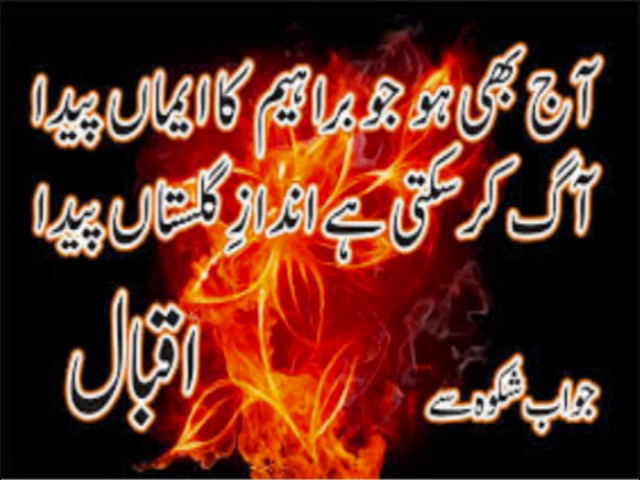 آج بھی ہو جو براہیم کا ایماں پیدا
آگ کر سکتی ہے اندازِ گلستاں پیدا
اقبال
جواب شکوہ سے